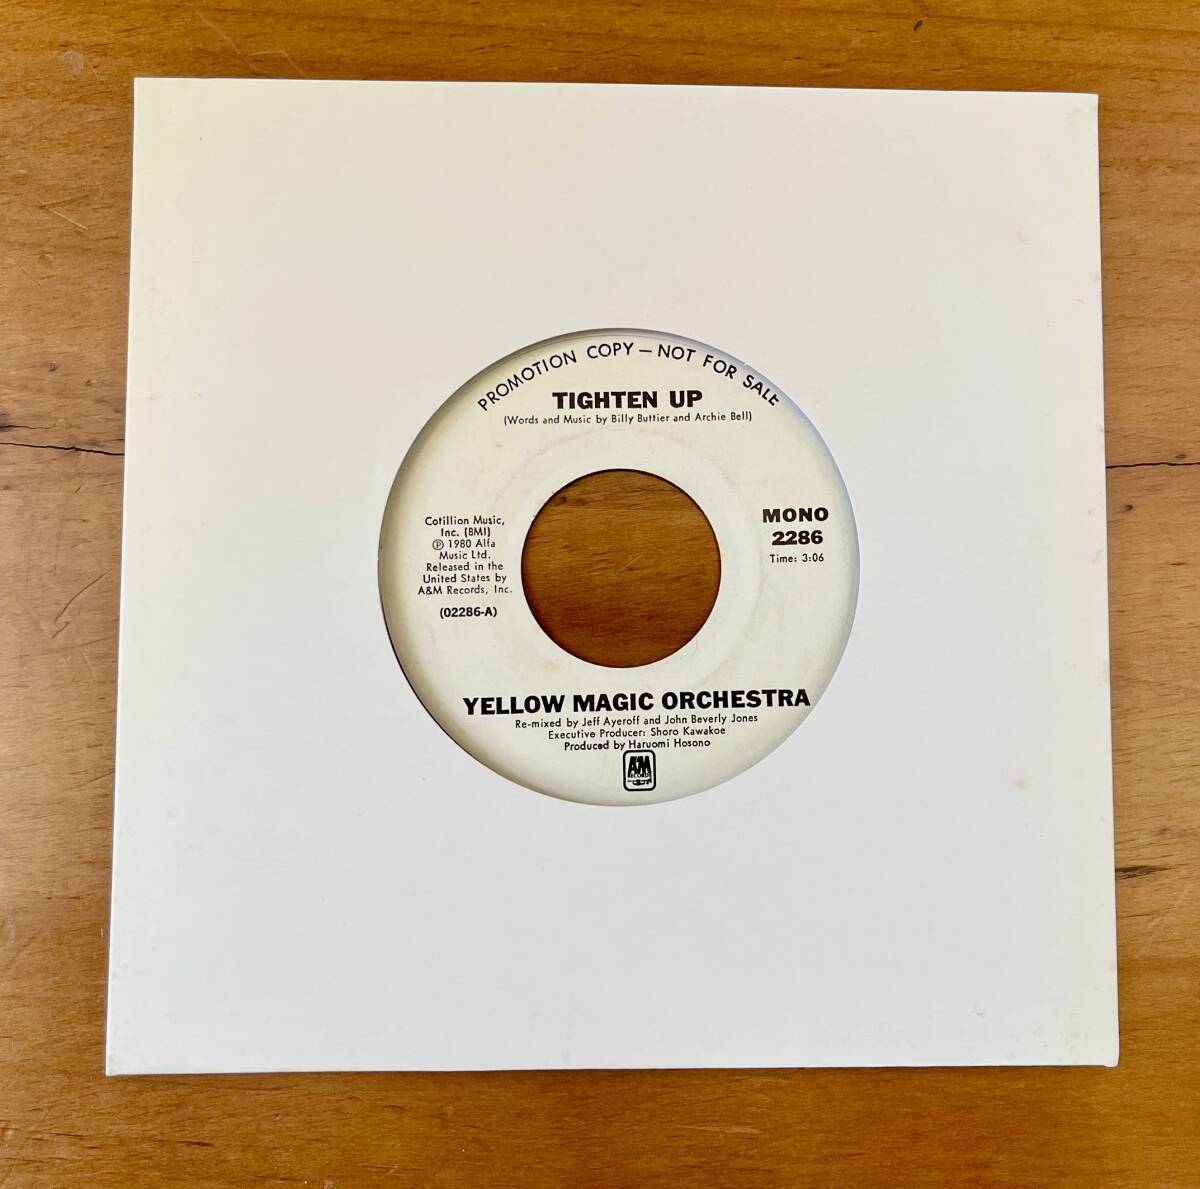 PROMOTION COPY — NOT FOR SALE
TIGHTEN UP
(Words and Music by Billy Buttier and Archie Bell)
Cotillion Music,
Inc. (BMI)
Ⓟ 1980 Alfa
Music Ltd.
Released in the
United States by
A&M Records, Inc.
(02286-A)
MONO
2286
Time: 3:06
YELLOW MAGIC ORCHESTRA
Re-mixed by Jeff Ayeroff and John Beverly Jones
Executive Producer: Shoro Kawakoe
Produced by Haruomi Hosono
A&M
RECORDS